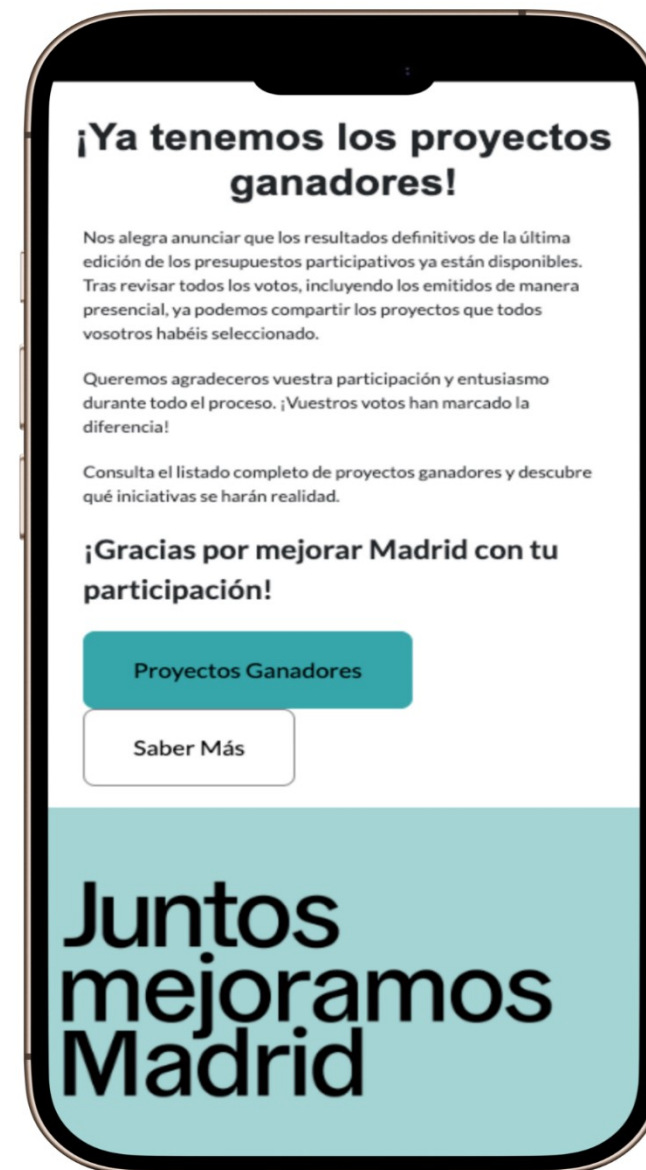 ¡Ya tenemos los proyectos
ganadores!
Nos alegra anunciar que los resultados definitivos de la última
edición de los presupuestos participativos ya están disponibles.
Tras revisar todos los votos, incluyendo los emitidos de manera
presencial, ya podemos compartir los proyectos que todos
vosotros habéis seleccionado.
Queremos agradeceros vuestra participación y entusiasmo
durante todo el proceso. ¡Vuestros votos han marcado la
diferencia!
Consulta el listado completo de proyectos ganadores y descubre
qué iniciativas se harán realidad.
¡Gracias por mejorar Madrid con tu
participación!
Proyectos Ganadores
Saber Más
Juntos
mejoramos
Madrid